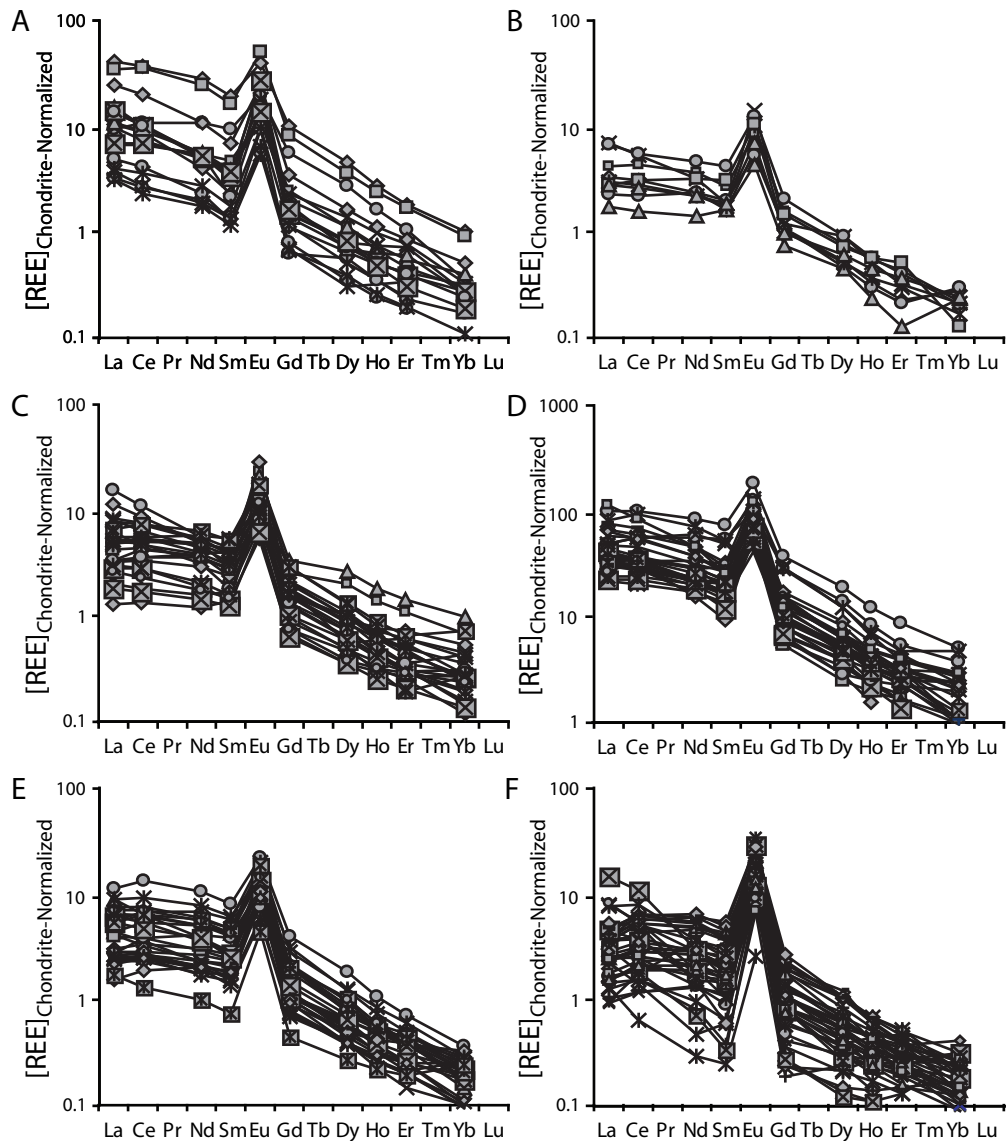 A
100
10
1
0.1
[REE]Chondrite-Normalized
La Ce Pr Nd Sm Eu Gd Tb Dy Ho Er Tm Yb Lu
B
100
10
1
0.1
[REE]Chondrite-Normalized
La Ce Pr Nd Sm Eu Gd Tb Dy Ho Er Tm Yb Lu
C
100
10
1
0.1
[REE]Chondrite-Normalized
La Ce Pr Nd Sm Eu Gd Tb Dy Ho Er Tm Yb Lu
D
1000
100
10
1
[REE]Chondrite-Normalized
La Ce Pr Nd Sm Eu Gd Tb Dy Ho Er Tm Yb Lu
E
100
10
1
0.1
[REE]Chondrite-Normalized
La Ce Pr Nd Sm Eu Gd Tb Dy Ho Er Tm Yb Lu
F
100
10
1
0.1
[REE]Chondrite-Normalized
La Ce Pr Nd Sm Eu Gd Tb Dy Ho Er Tm Yb Lu